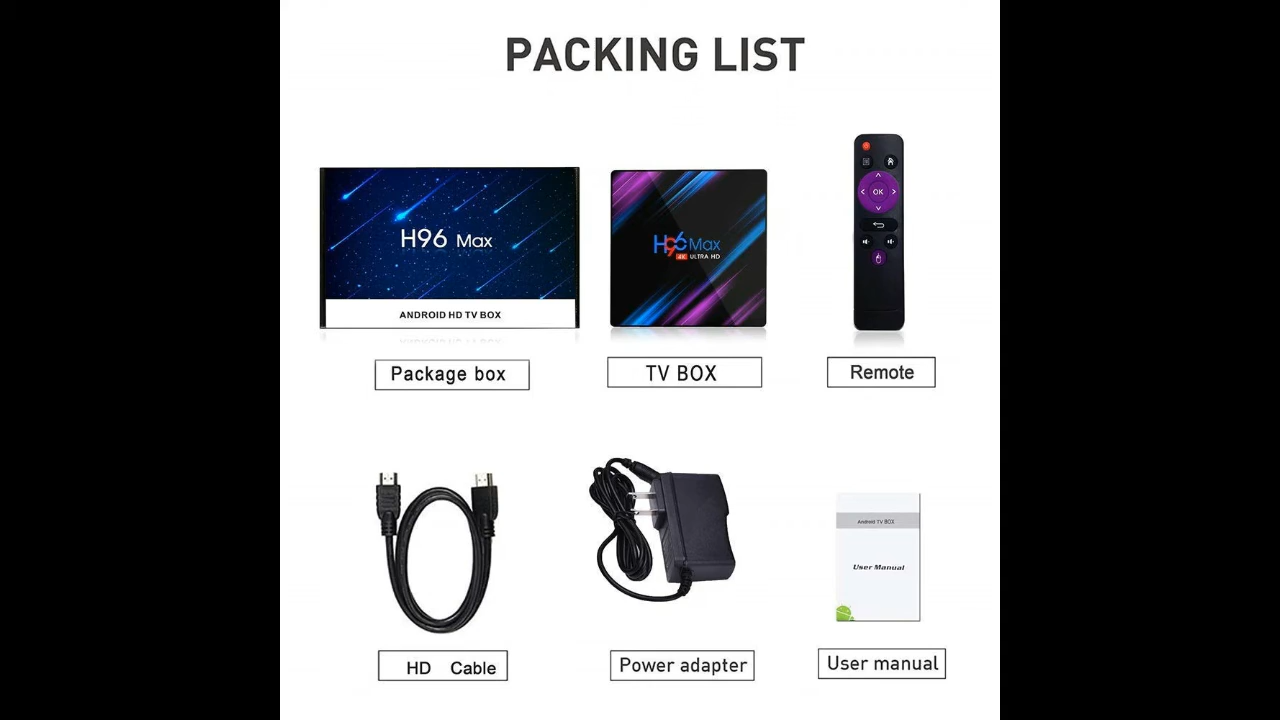 PACKING LIST
H96 Max
ANDROID HD TV BOX
H96 Max
4K ULTRA HD
OK
Package box
TV BOX
Remote
Android TV BOX
User Manual
HD Cable
Power adapter
User manual